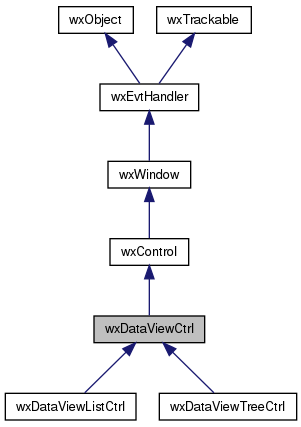 wxObject
wxTrackable
wxEvtHandler
wxWindow
wxControl
wxDataViewCtrl
wxDataViewListCtrl
wxDataViewTreeCtrl